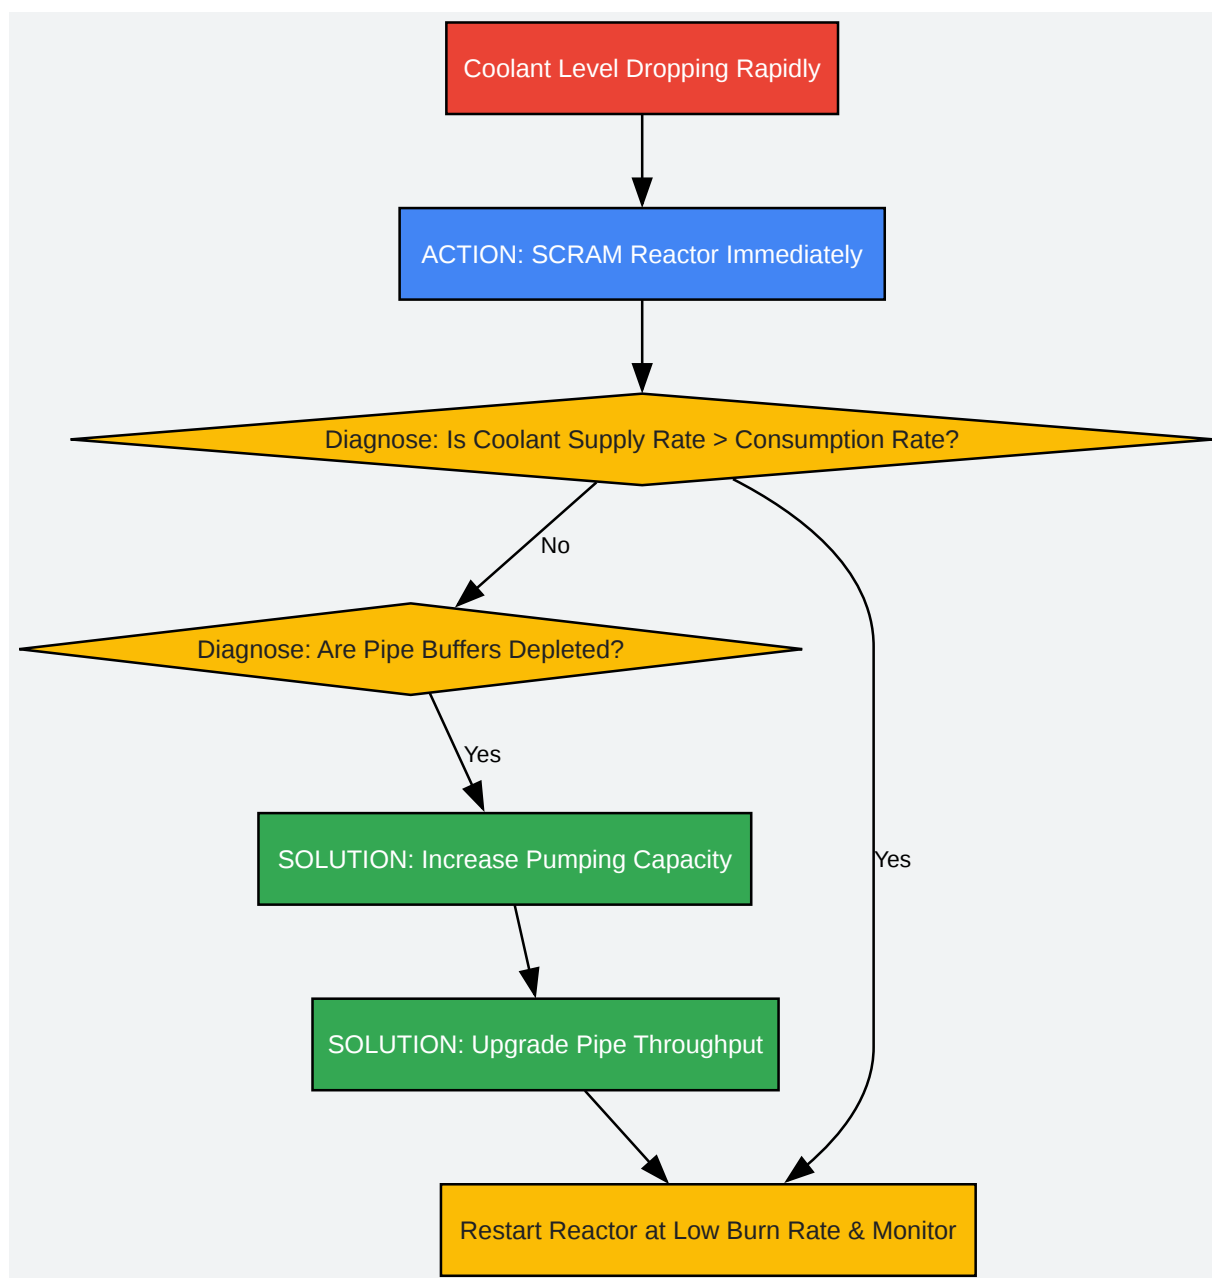 Coolant Level Dropping Rapidly
ACTION: SCRAM Reactor Immediately
Diagnose: Is Coolant Supply Rate > Consumption Rate?
No
Diagnose: Are Pipe Buffers Depleted?
Yes
SOLUTION: Increase Pumping Capacity
Yes
SOLUTION: Upgrade Pipe Throughput
Restart Reactor at Low Burn Rate & Monitor